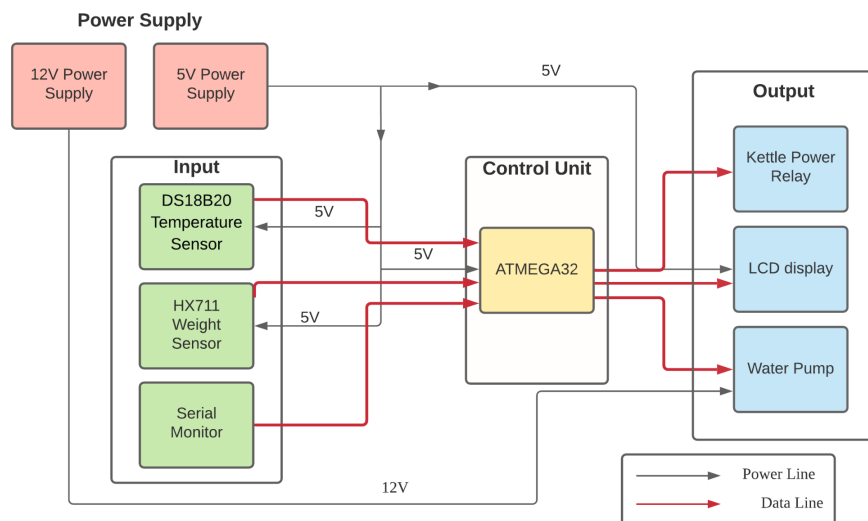 Power Supply
12V Power
Supply
5V Power
Supply
5V
Output
Input
Control Unit
Kettle Power
Relay
DS18B20
Temperature
Sensor
5V
5V
ATMEGA32
LCD display
HX711
Weight
Sensor
5V
Water Pump
Serial
Monitor
12V
Power Line
Data Line